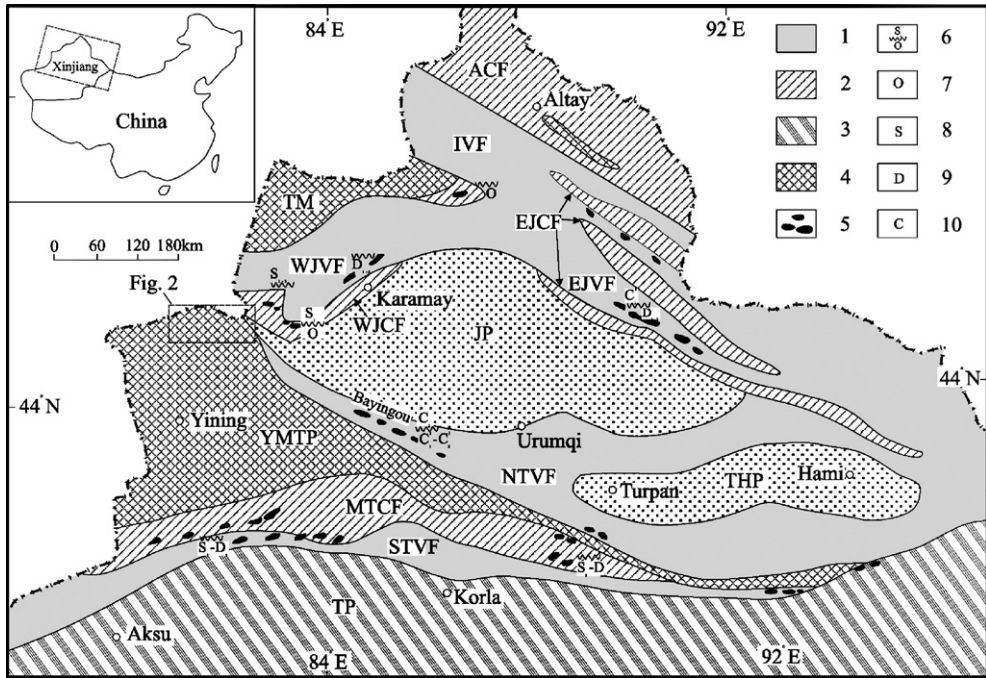 84°E
92°E
Xinjiang
China
ACF
Altay
IVF
TM
O
EJCF
0 60 120 180km
Fig. 2
WJVF
D
S
Karamay
EJVF
C
D
S
O
WJCF
JP
44°N
44°N
Bayingou
C
C-C
Yining
YMTP
Urumqi
NTVF
Turpan
THP
Hami
MTCF
S-D
STVF
S-D
Korla
TP
Aksu
84°E
92°E
1
S
O
6
2
O
7
3
S
8
4
D
9
5
C
10